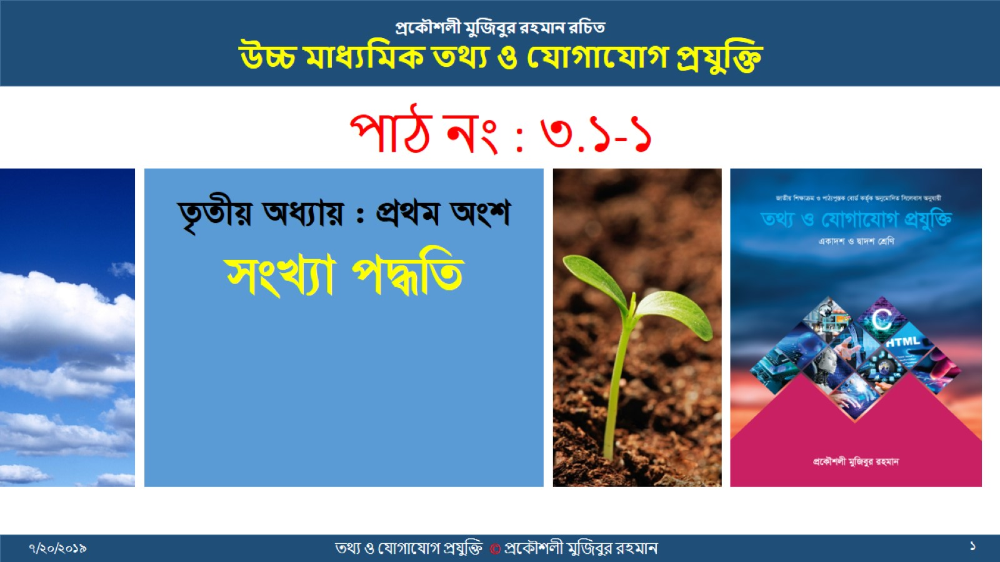 প্রকৌশলী মুজিবুর রহমান রচিত
উচ্চ মাধ্যমিক তথ্য ও যোগাযোগ প্রযুক্তি
পাঠ নং : ৩.১-১
তৃতীয় অধ্যায় : প্রথম অংশ
সংখ্যা পদ্ধতি
জাতীয় শিক্ষাক্রম ও পাঠ্যপুস্তক বোর্ড কর্তৃক অনুমোদিত সিলেবাস অনুযায়ী
তথ্য ও যোগাযোগ প্রযুক্তি
একাদশ ও দ্বাদশ শ্রেণি
C
HTML
প্রকৌশলী মুজিবুর রহমান
৭/২০/২০১৯
তথ্য ও যোগাযোগ প্রযুক্তি © প্রকৌশলী মুজিবুর রহমান
১